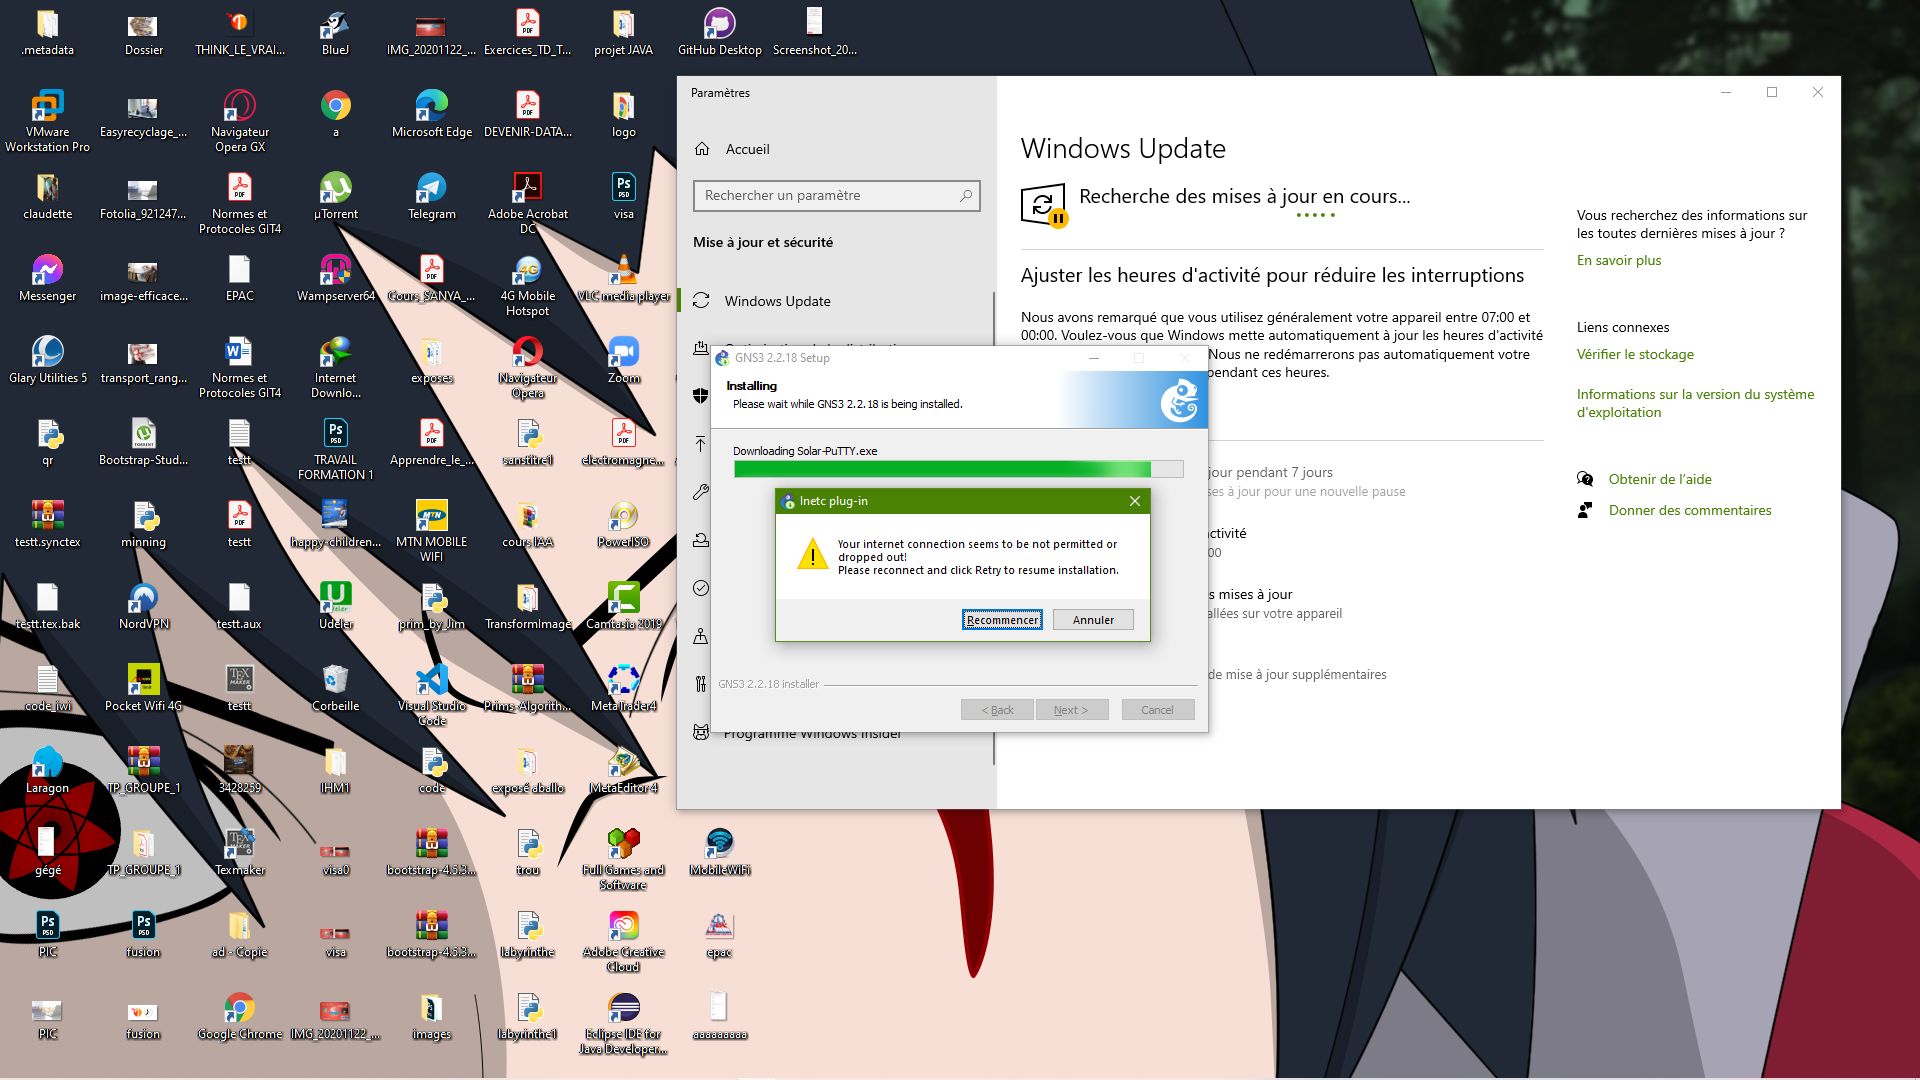 .metadata
Dossier
THINK_LE_VRAI...
BlueJ
IMG_20201122_...
Exercices_TD_T...
projet JAVA
GitHub Desktop
Screenshot_20...
VMware
Workstation Pro
Easyrecyclage_...
Navigateur
Opera GX
a
Microsoft Edge
DEVENIR-DATA...
logo
claudette
Fotolia_921247...
Normes et
Protocoles GIT4
µTorrent
Telegram
Adobe Acrobat
DC
visa
Messenger
image-efficace...
EPAC
Wampserver64
Cours_SANYA_...
4G Mobile
Hotspot
VLC media player
Glary Utilities 5
transport_rang...
Normes et
Protocoles GIT4
Internet
Downlo...
exposes
Navigateur
Opera
Zoom
qr
Bootstrap-Stud...
testt
TRAVAIL
FORMATION 1
Apprendre_le_...
sanstitre1
electromagne...
testt.synctex
minning
testt
happy-children...
MTN MOBILE
WIFI
cours IAA
PowerISO
testt.tex.bak
NordVPN
testt.aux
Udeler
prim_by_Jim
TransformImage
Camtasia 2019
code_iwi
Pocket Wifi 4G
testt
Corbeille
Visual Studio
Code
Prims-Algorith...
MetaTrader4
Laragon
TP_GROUPE_1
3428259
IHM1
code
exposé aballo
MetaEditor 4
gégé
TP_GROUPE_1
Texmaker
visa0
bootstrap-4.5.3...
trou
Full Games and
Software
MobileWiFi
PIC
fusion
ad - Copie
visa
bootstrap-4.5.3...
labyrinthe
Adobe Creative
Cloud
epac
PIC
fusion
Google Chrome
IMG_20201122_...
images
labyrinthe1
Eclipse IDE for
Java Developer...
aaaaaaaaa
Paramètres
Accueil
Rechercher un paramètre
Mise à jour et sécurité
Windows Update
Programme Windows Insider
Windows Update
Recherche des mises à jour en cours...
Ajuster les heures d'activité pour réduire les interruptions
Nous avons remarqué que vous utilisez généralement votre appareil entre 07:00 et
00:00. Voulez-vous que Windows mette automatiquement à jour les heures d'activité
Nous ne redémarrerons pas automatiquement votre
pendant ces heures.
jour pendant 7 jours
ses à jour pour une nouvelle pause
activité
00
s mises à jour
allées sur votre appareil
de mise à jour supplémentaires
Vous recherchez des informations sur
les toutes dernières mises à jour ?
En savoir plus
Liens connexes
Vérifier le stockage
Informations sur la version du système
d'exploitation
Obtenir de l'aide
Donner des commentaires
GNS3 2.2.18 Setup
Installing
Please wait while GNS3 2.2.18 is being installed.
Downloading Solar-PuTTY.exe
Inetc plug-in
Your internet connection seems to be not permitted or
dropped out!
Please reconnect and click Retry to resume installation.
Recommencer
Annuler
GNS3 2.2.18 installer
< Back
Next >
Cancel